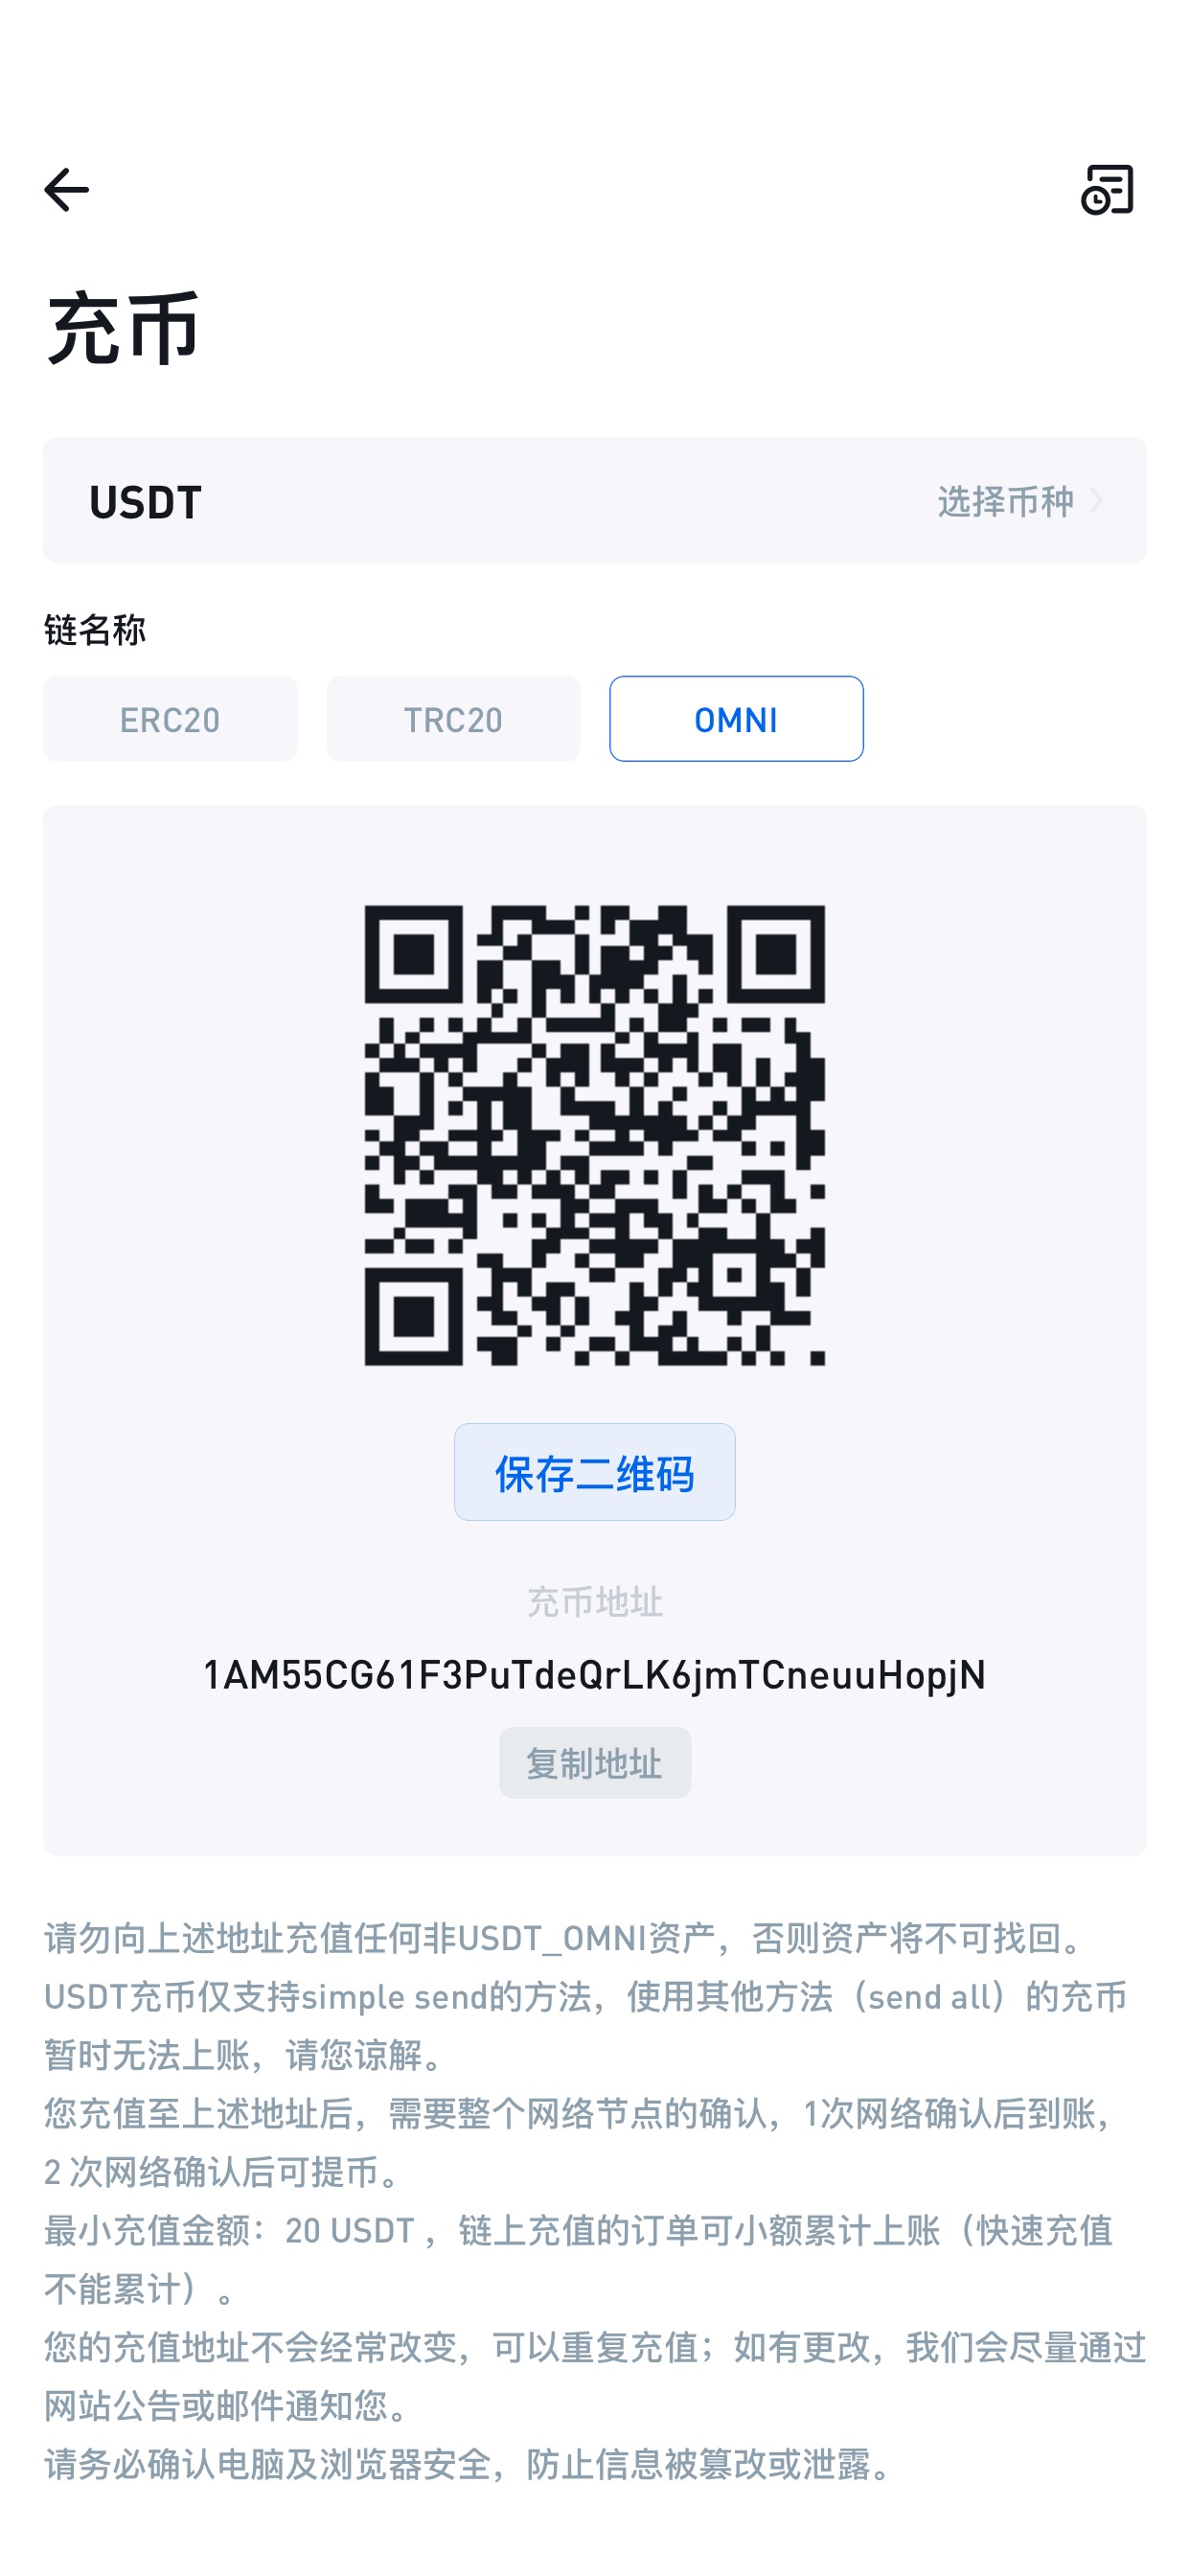 充币
USDT
选择币种
链名称
ERC20
TRC20
OMNI
保存二维码
充币地址
1AM55CG61F3PuTdeQrLK6jmTCneuuHopjN
复制地址
请勿向上述地址充值任何非USDT_OMNI资产，否则资产将不可找回。
USDT充币仅支持simple send的方法，使用其他方法（send all）的充币
暂时无法上账，请您谅解。
您充值至上述地址后，需要整个网络节点的确认，1次网络确认后到账，
2 次网络确认后可提币。
最小充值金额：20 USDT ，链上充值的订单可小额累计上账（快速充值
不能累计）。
您的充值地址不会经常改变，可以重复充值；如有更改，我们会尽量通过
网站公告或邮件通知您。
请务必确认电脑及浏览器安全，防止信息被篡改或泄露。